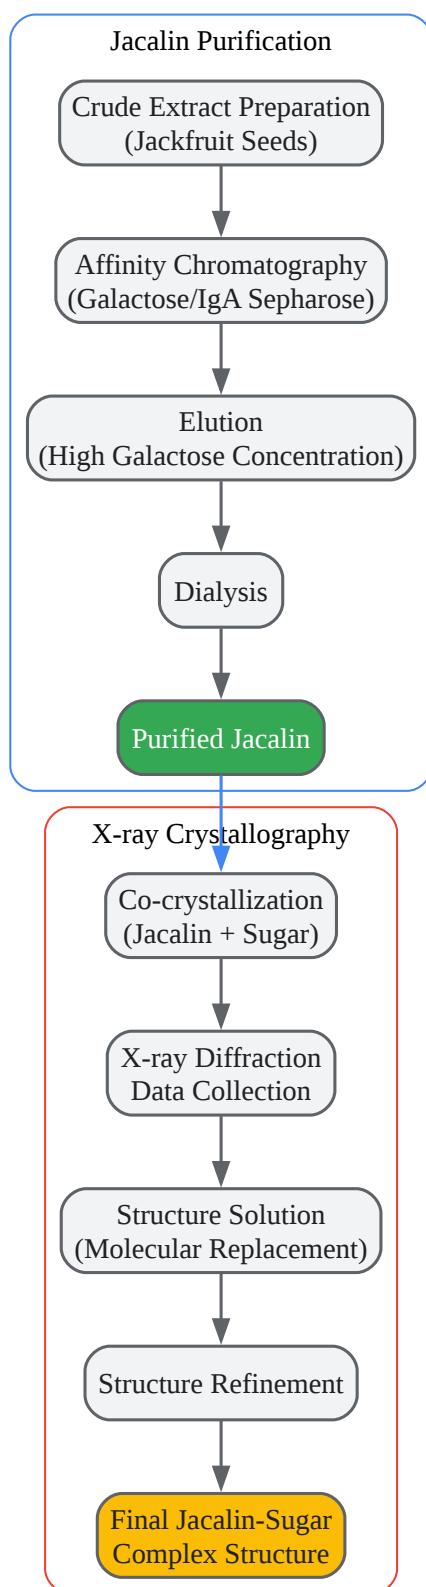 Jacalin Purification
Crude Extract Preparation
(Jackfruit Seeds)
Affinity Chromatography
(Galactose/IgA Sepharose)
Elution
(High Galactose Concentration)
Dialysis
Purified Jacalin
X-ray Crystallography
Co-crystallization
(Jacalin + Sugar)
X-ray Diffraction
Data Collection
Structure Solution
(Molecular Replacement)
Structure Refinement
Final Jacalin-Sugar
Complex Structure